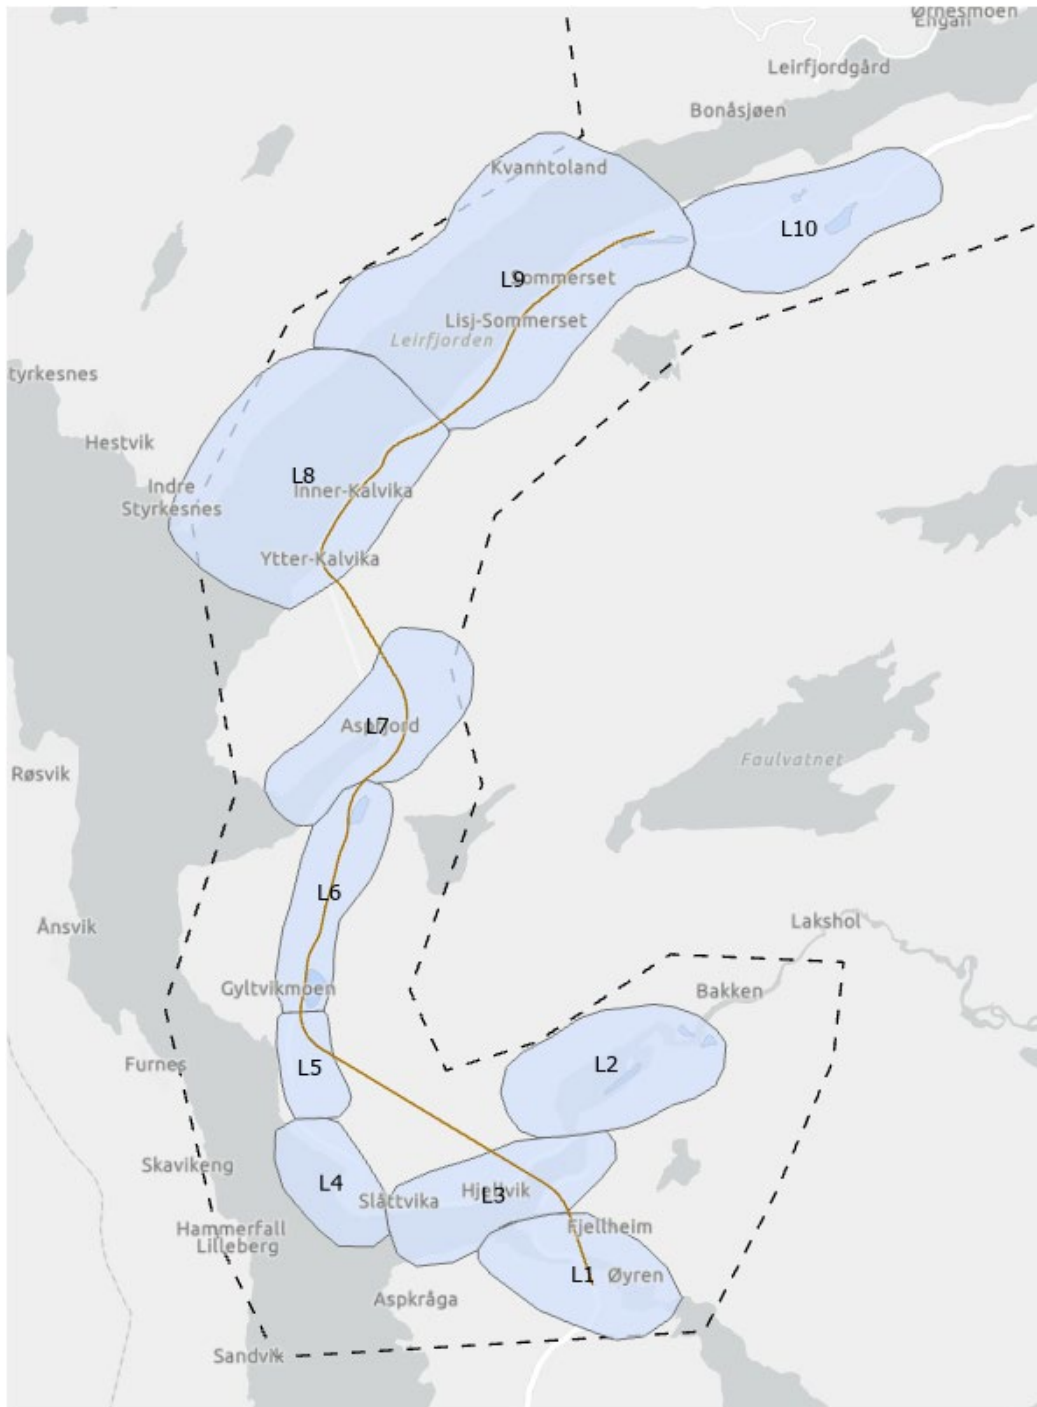 Ørnesmoen
Engan
Leirfjordgård
Bonåsjøen
Kvanntoland
L10
L9
Sommerset
Lisj-Sommerset
Leirfjorden
tyrkesnes
Hestvik
L8
Indre
Styrkesnes
Inner-Kalvika
Ytter-Kalvika
L7
Aspfjord
Faulvatnet
Røsvik
L6
Lakshol
Ånsvik
Gyltvikmoen
Bakken
Furnes
L5
L2
Skavikeng
L4
Slåttvika
Hjellvik
L3
Hammerfall
Lilleberg
Fjellheim
L1
Øyren
Aspkråga
Sandvik